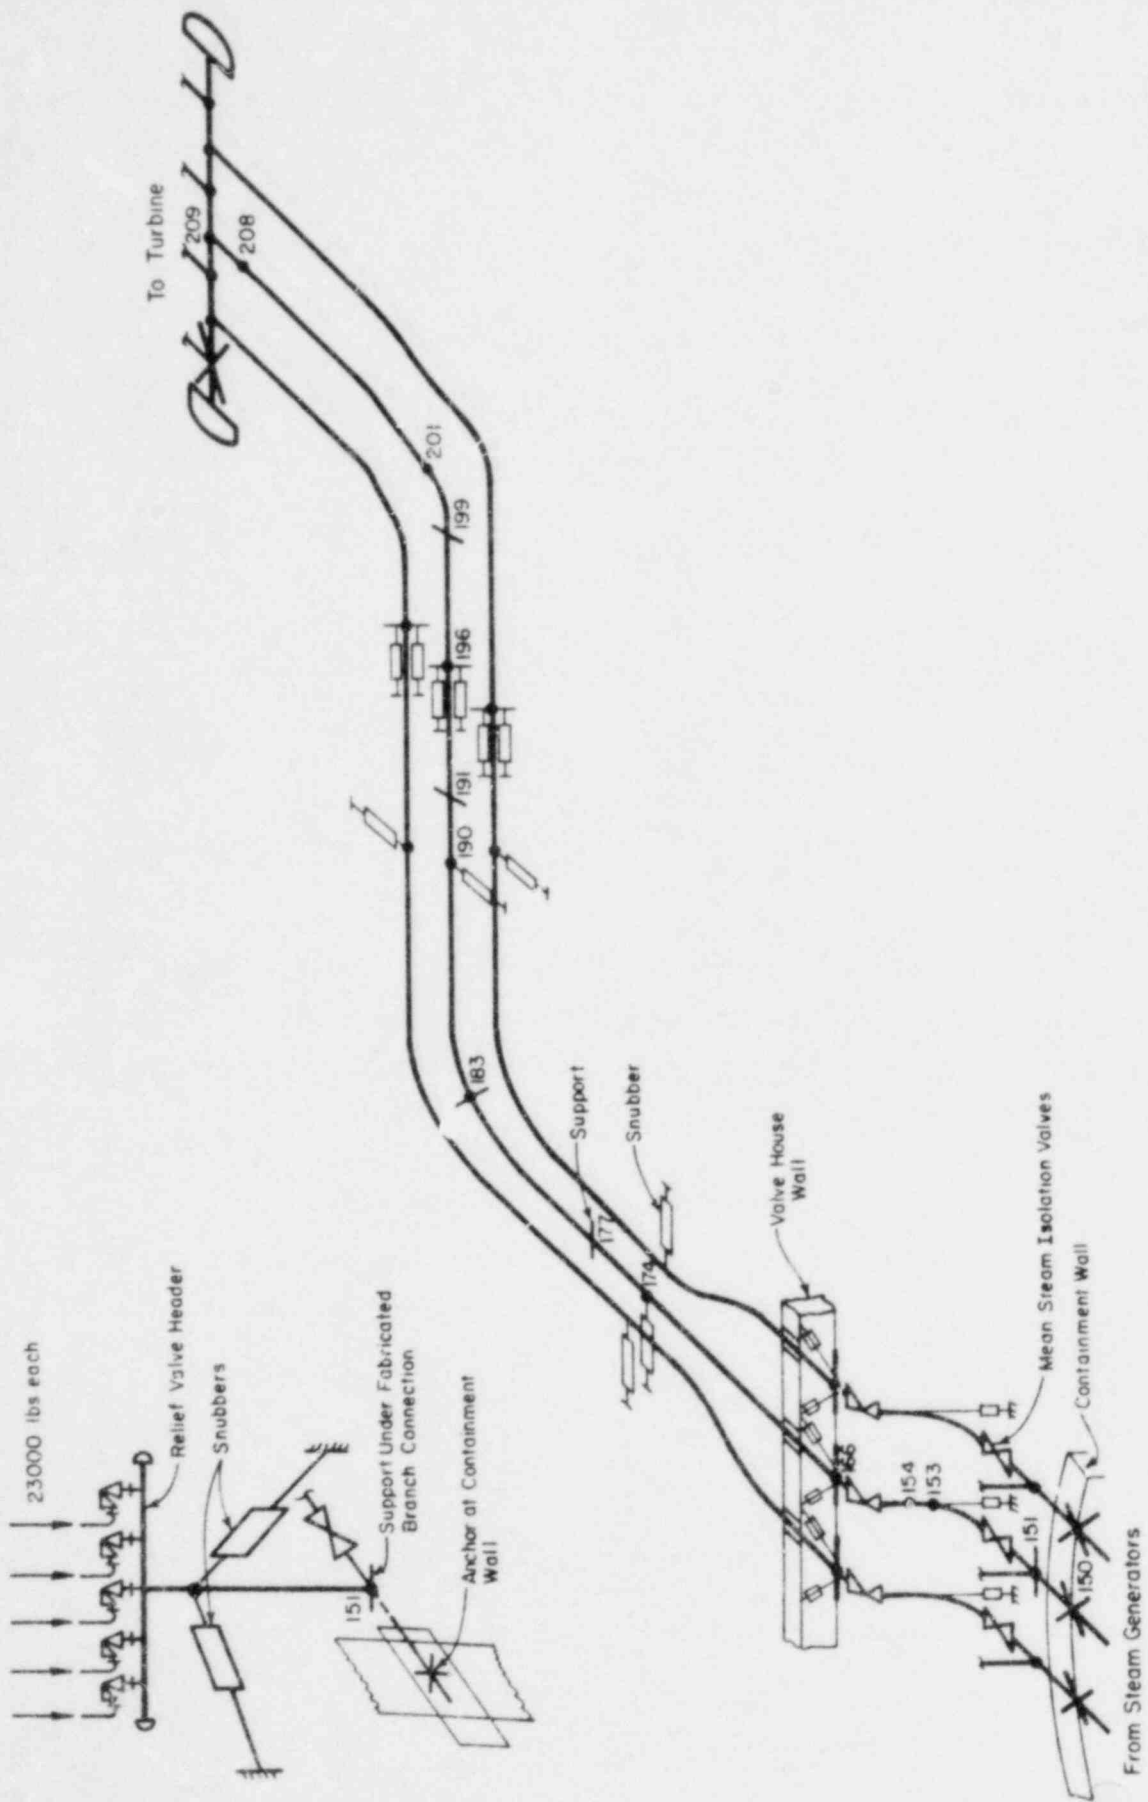 23000 lbs each
Relief Valve Header
Snubbers
Support Under Fabricated
Branch Connection
151
Anchor at Containment
Wall
To Turbine
209
208
201
199
196
191
190
183
Support
177
Snubber
174
Valve House
Wall
166
154
153
Mean Steam Isolation Valves
151
Containment Wall
150
From Steam Generators